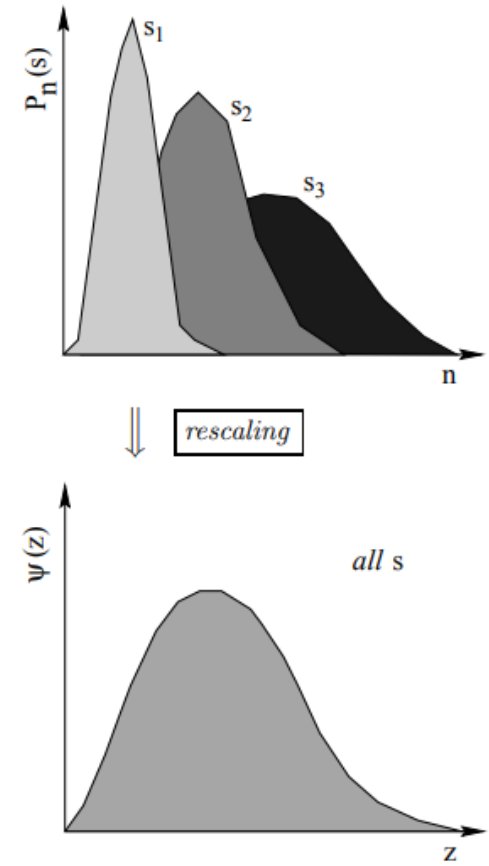 Pn(s)
s1
s2
s3
n
⇓ rescaling
ψ(z)
all s
z